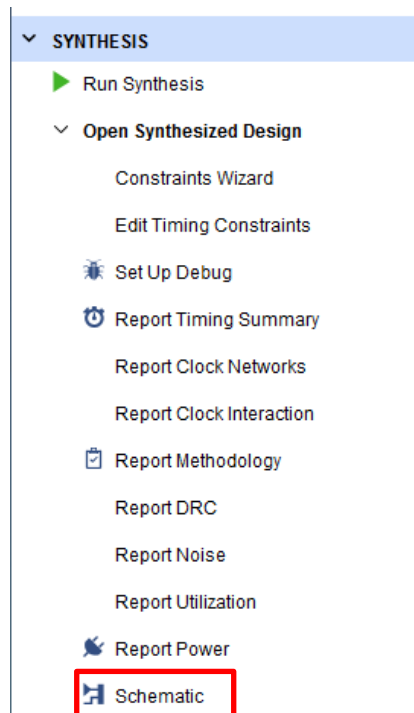 SYNTHESIS
Run Synthesis
Open Synthesized Design
Constraints Wizard
Edit Timing Constraints
Set Up Debug
Report Timing Summary
Report Clock Networks
Report Clock Interaction
Report Methodology
Report DRC
Report Noise
Report Utilization
Report Power
Schematic